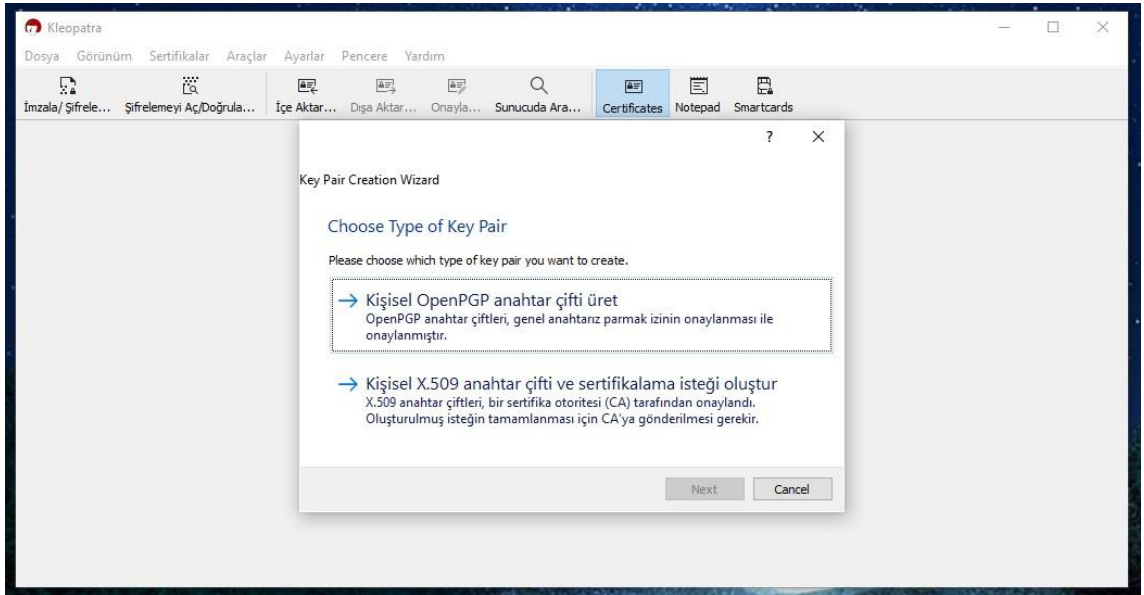 Kleopatra
Dosya Görünüm Sertifikalar Araçlar Ayarlar Pencere Yardım
İmzala/ Şifrele... Şifrelemeyi Aç/Doğrula... İçe Aktar... Dışa Aktar... Onayla... Sunucuda Ara... Certificates Notepad Smartcards
?
Key Pair Creation Wizard
Choose Type of Key Pair
Please choose which type of key pair you want to create.
Kişisel OpenPGP anahtar çifti üret
OpenPGP anahtar çiftleri, genel anahtarız parmak izinin onaylanması ile
onaylanmıştır.
Kişisel X.509 anahtar çifti ve sertifikalama isteği oluştur
X.509 anahtar çiftleri, bir sertifika otoritesi (CA) tarafından onaylandı.
Oluşturulmuş isteğin tamamlanması için CA'ya gönderilmesi gerekir.
Next Cancel